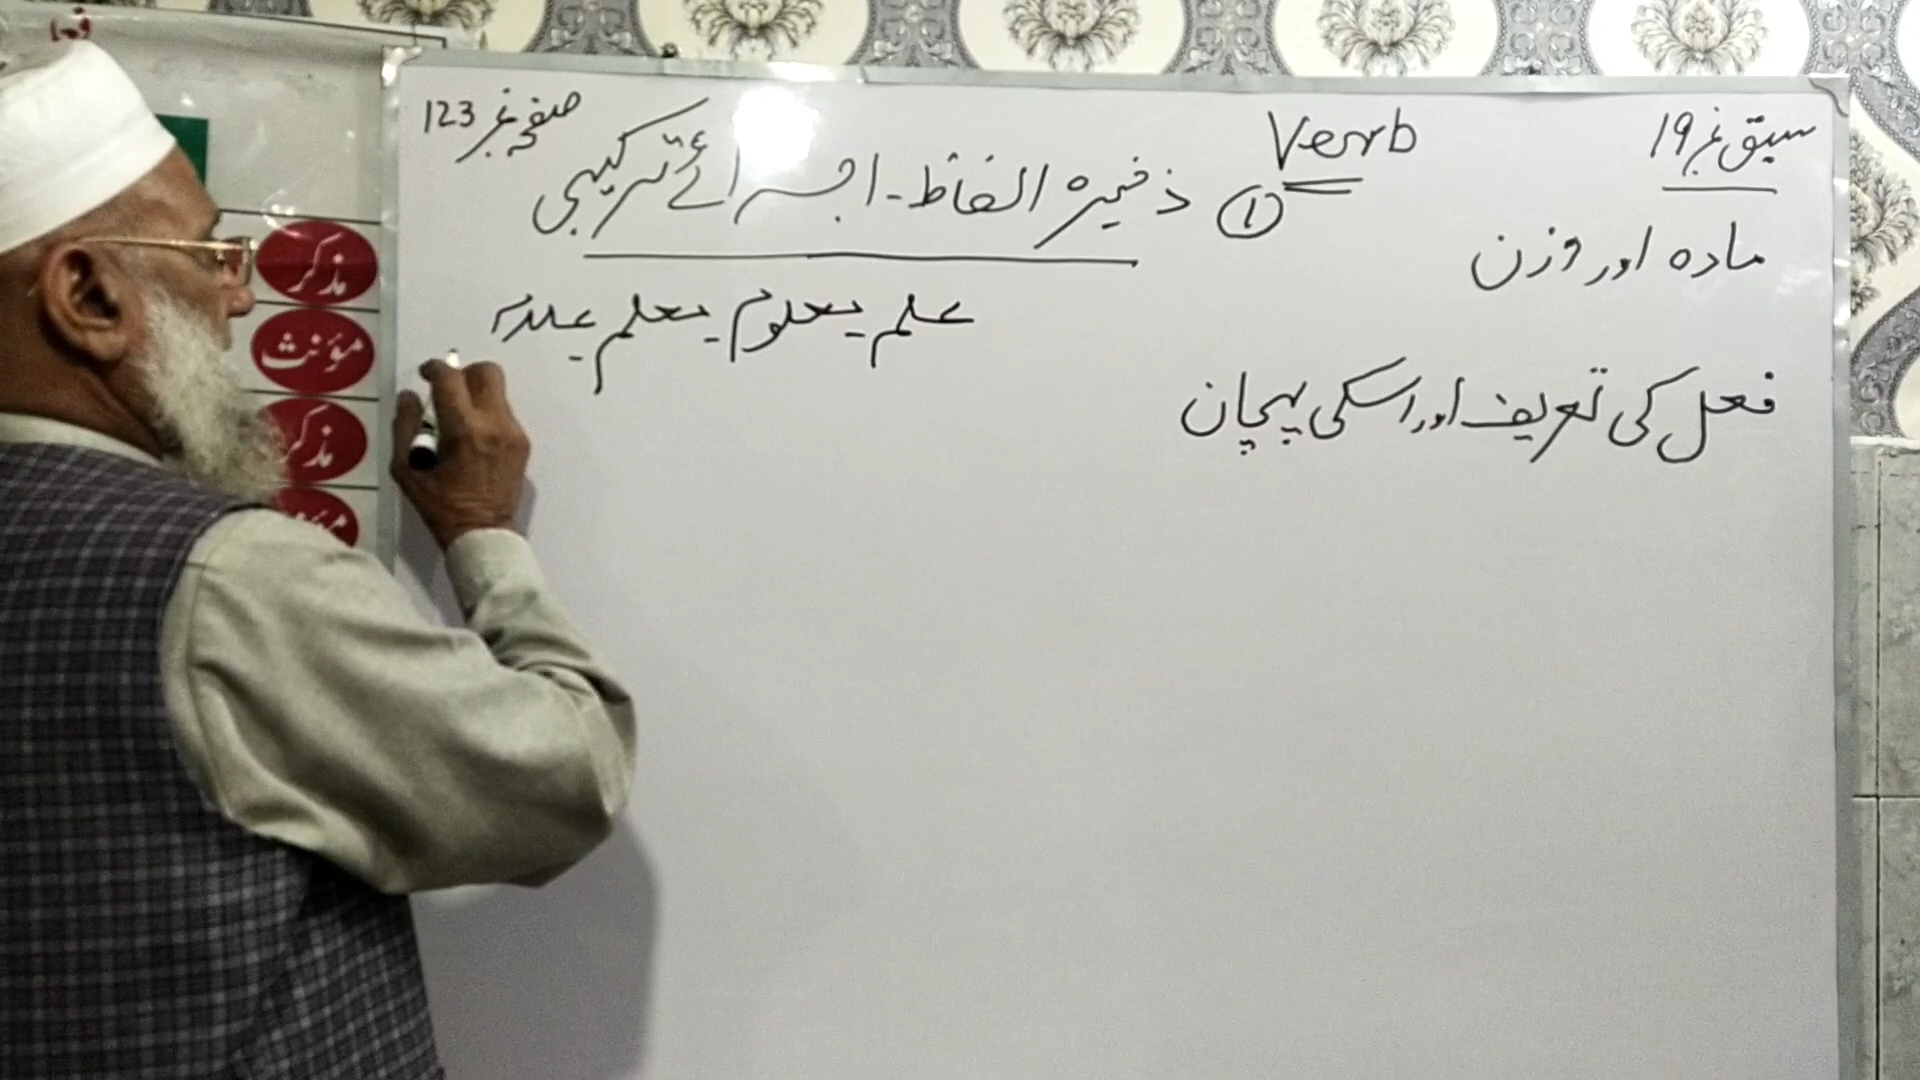 سبق نمبر 19
Verb
صفحہ نمبر 123
① ذخیرہ الفاظ - اجزائے ترکیبی
مادہ اور وزن
علم - معلوم - معلم
فعل کی تعریف اور اسکی پہچان
مذکر
مؤنث
مذکر